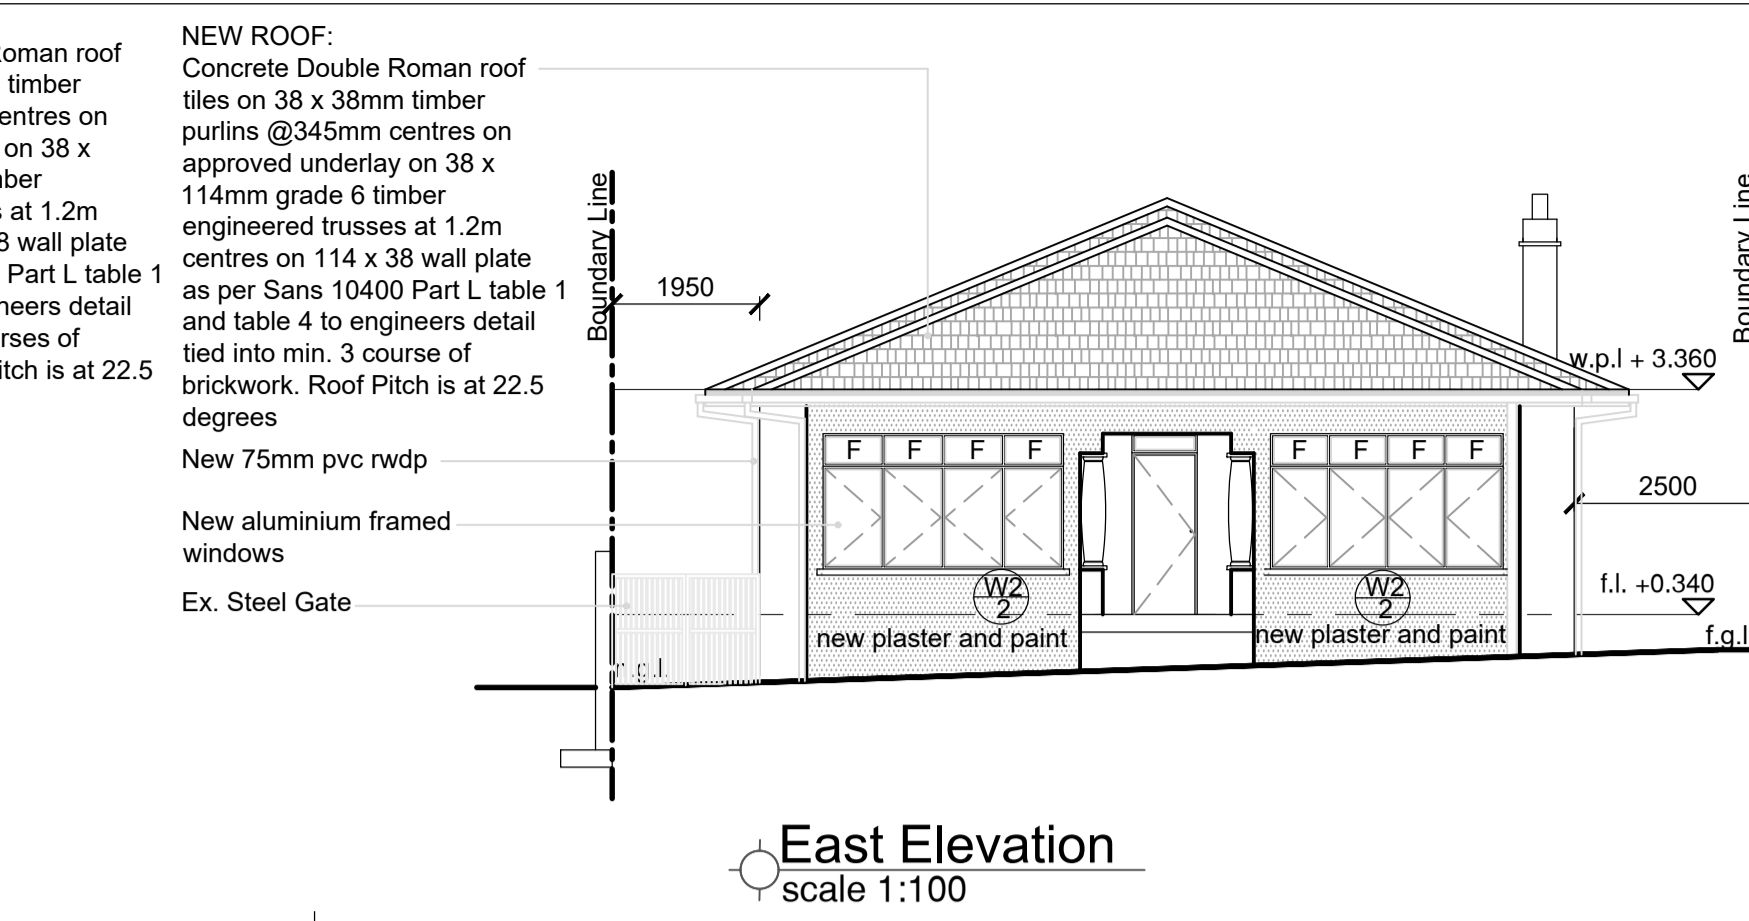 Roman roof
timber
centres on
on 38 x
s at 1.2m
8 wall plate
Part L table 1
neers detail
rses of
itch is at 22.5
NEW ROOF:
Concrete Double Roman roof
tiles on 38 x 38mm timber
purlins @345mm centres on
approved underlay on 38 x
114mm grade 6 timber
engineered trusses at 1.2m
centres on 114 x 38 wall plate
as per Sans 10400 Part L table 1
and table 4 to engineers detail
tied into min. 3 course of
brickwork. Roof Pitch is at 22.5
degrees
New 75mm pvc rwdp
New aluminium framed
windows
Ex. Steel Gate
Boundary Line
1950
Boundary Line
w.p.l + 3.360
F F F F
F F F F
2500
W2
2
W2
2
f.l. +0.340
new plaster and paint
new plaster and paint
f.g.l
n.g.l.
East Elevation
scale 1:100